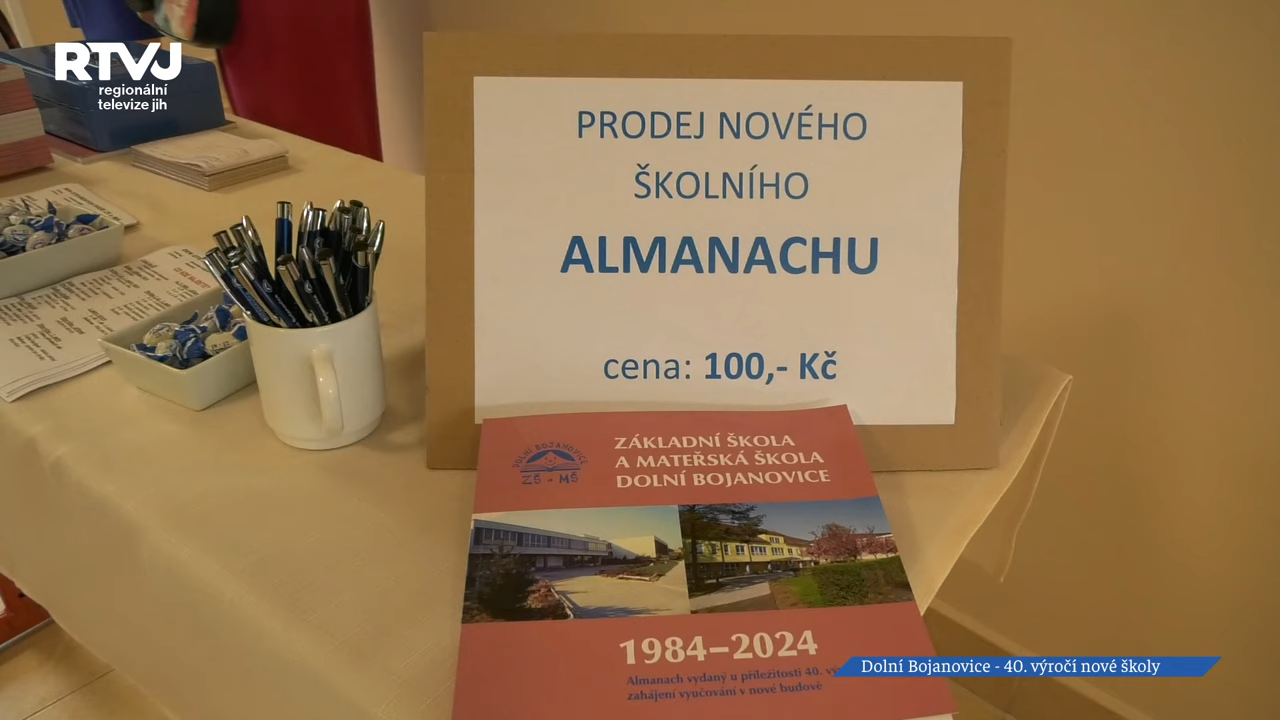 RTVJ
regionální
televize jih
PRODEJ NOVÉHO
ŠKOLNÍHO
ALMANACHU
cena: 100,- Kč
DOLNÍ BOJANOVICE
ZŠ a MŠ
ZÁKLADNÍ ŠKOLA
A MATEŘSKÁ ŠKOLA
DOLNÍ BOJANOVICE
1984–2024
Almanach vydaný u příležitosti 40.
zahájení vyučování v nové budově
Dolní Bojanovice - 40. výročí nové školy